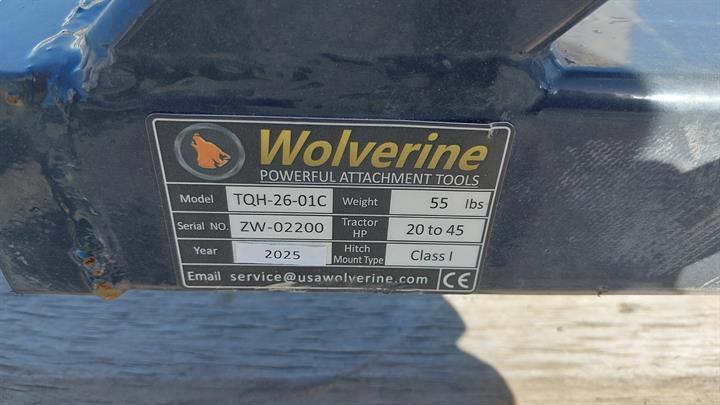 Wolverine
POWERFUL ATTACHMENT TOOLS
Model TQH-26-01C Weight 55 lbs
Serial NO. ZW-02200 Tractor HP 20 to 45
Year 2025 Hitch Mount Type Class I
Email service@usawolverine.com CE